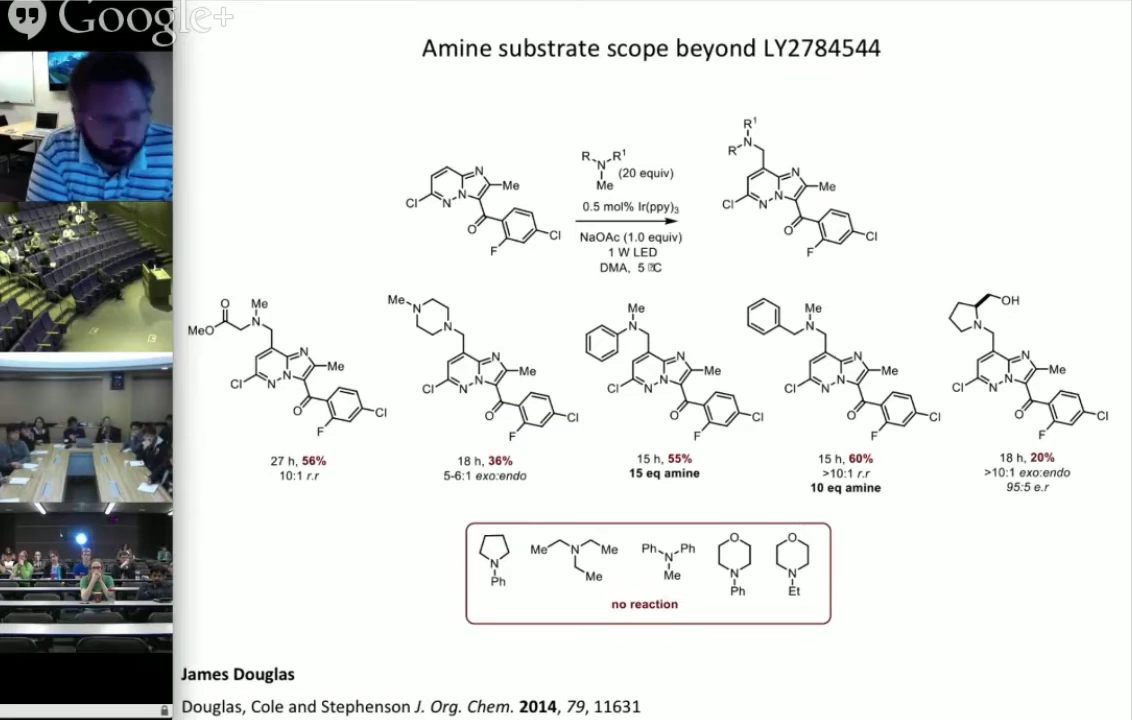 Google+
Amine substrate scope beyond LY2784544
R¹
N
R
R R¹
N (20 equiv)
Me
0.5 mol% Ir(ppy)₃
NaOAc (1.0 equiv)
1 W LED
DMA, 5 °C
N
Me
N
N
Cl
O
F
Cl
N
Me
N
N
Cl
O
F
Cl
O
MeO
Me
N
N
Me
N
N
Cl
O
F
Cl
27 h, 56%
10:1 r.r
Me
N
N
N
Me
N
N
Cl
O
F
Cl
18 h, 36%
5-6:1 exo:endo
Me
N
N
Me
N
N
Cl
O
F
Cl
15 h, 55%
15 eq amine
Me
N
N
Me
N
N
Cl
O
F
Cl
15 h, 60%
>10:1 r.r
10 eq amine
OH
N
N
Me
N
N
Cl
O
F
Cl
18 h, 20%
>10:1 exo:endo
95:5 e.r
N
Ph
Me N Me
Me
Ph N Ph
Me
O
N
Ph
O
N
Et
no reaction
James Douglas
Douglas, Cole and Stephenson J. Org. Chem. 2014, 79, 11631